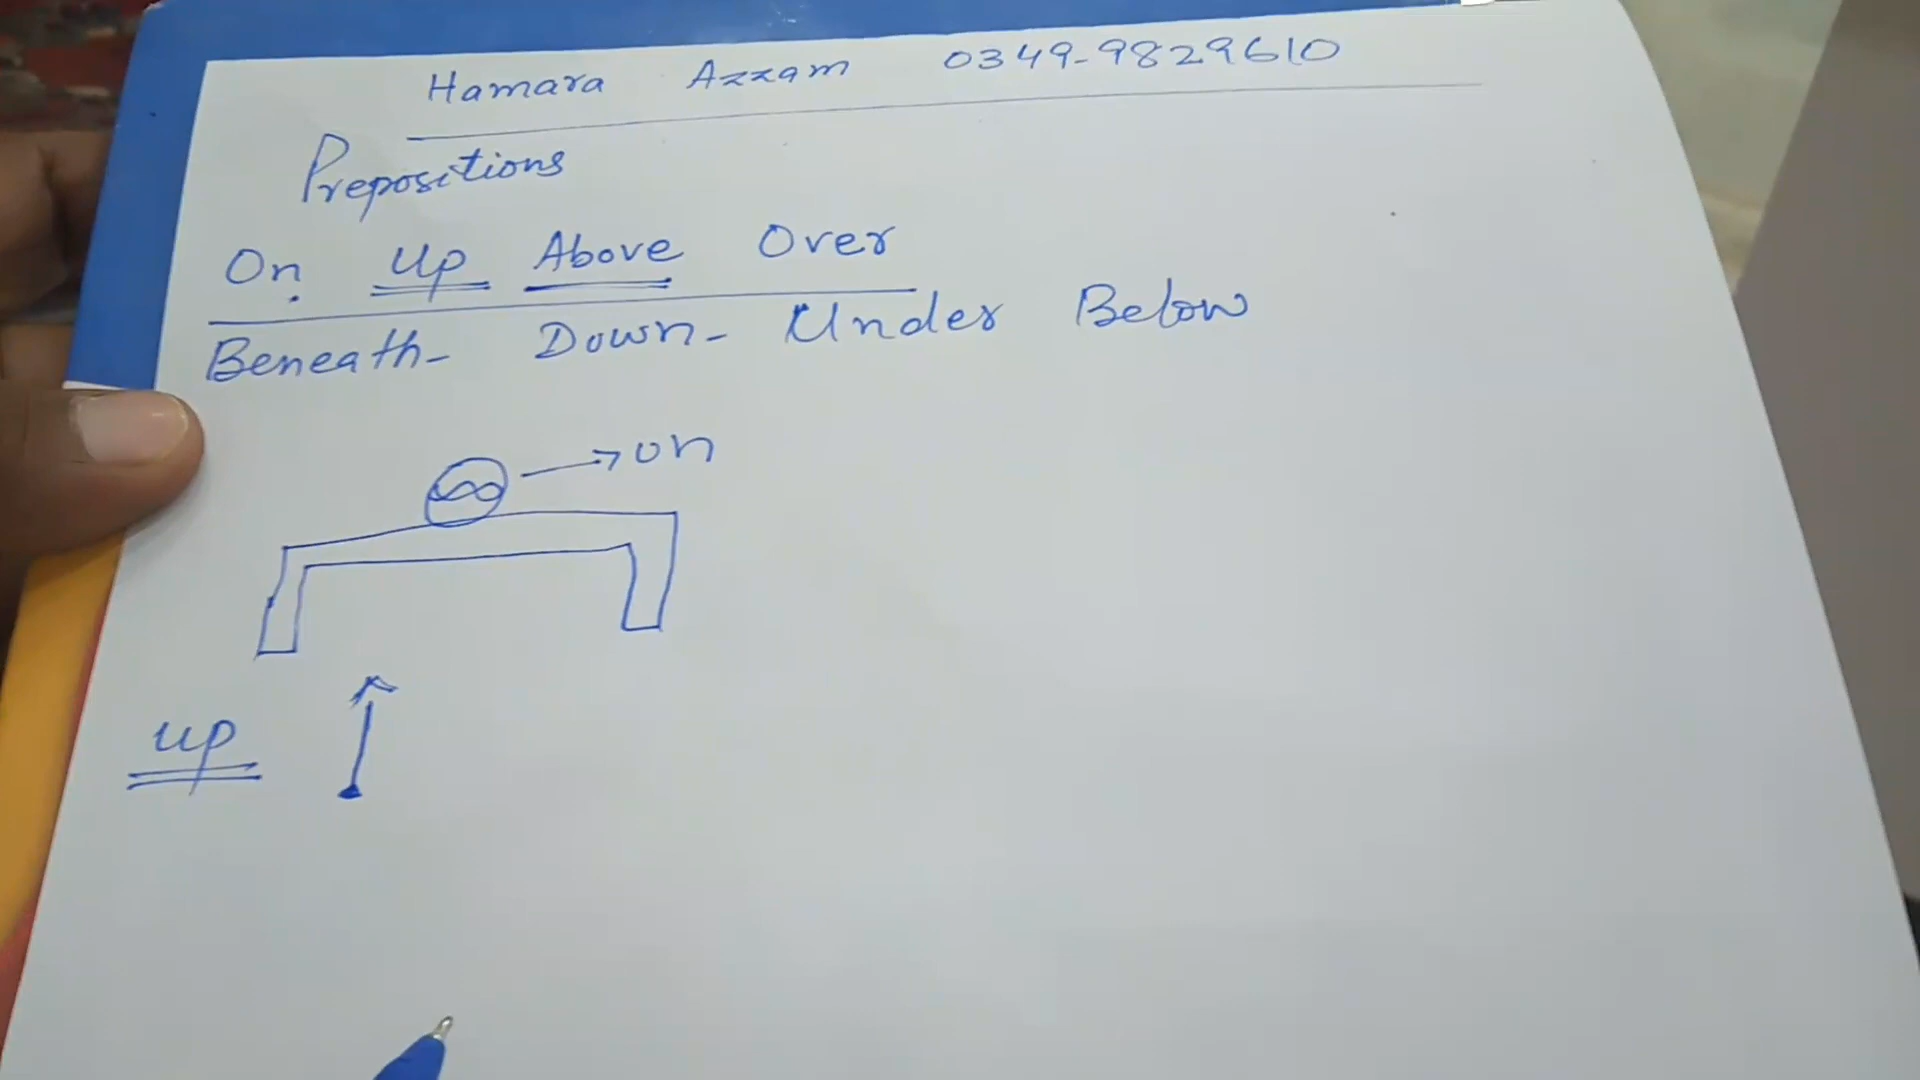 Hamara Azzam 0349-9829610
Prepositions
On Up Above Over
Beneath- Down- Under Below
→ on
up